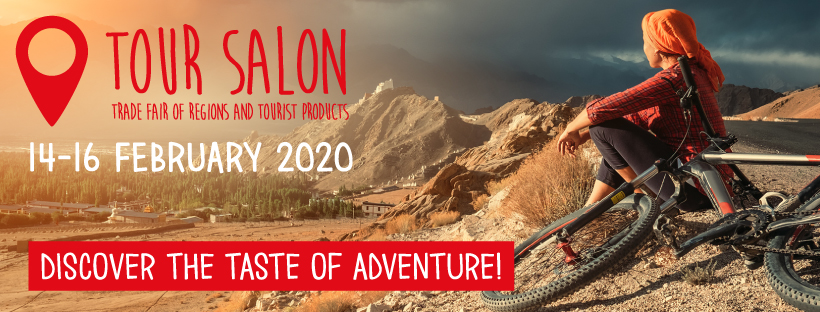 TOUR SALON
TRADE FAIR OF REGIONS AND TOURIST PRODUCTS
14-16 FEBRUARY 2020
DISCOVER THE TASTE OF ADVENTURE!